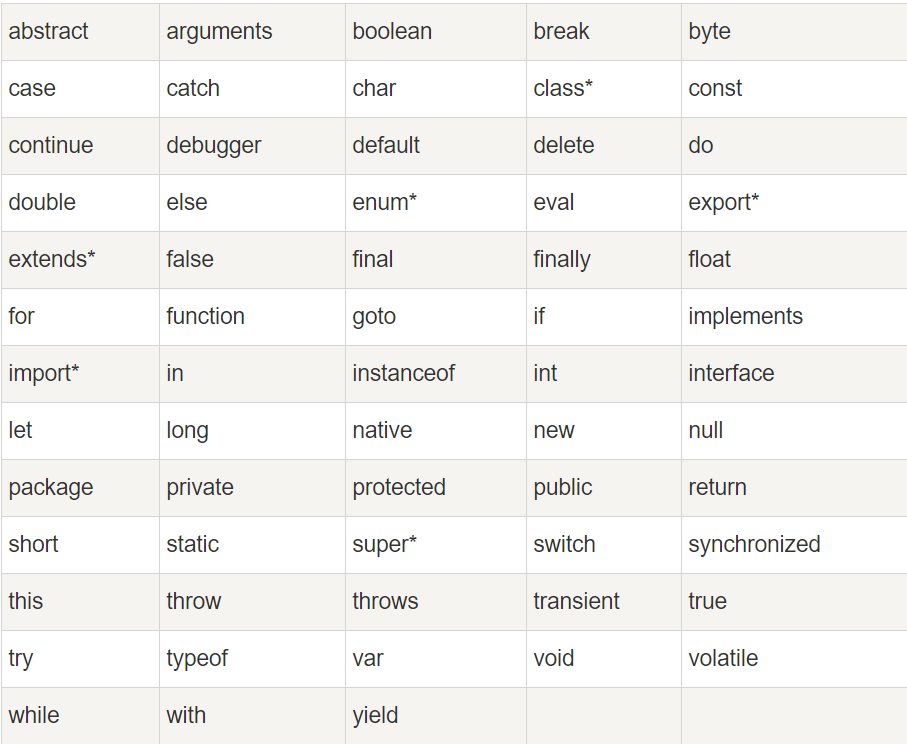 abstract arguments boolean break byte
case catch char class* const
continue debugger default delete do
double else enum* eval export*
extends* false final finally float
for function goto if implements
import* in instanceof int interface
let long native new null
package private protected public return
short static super* switch synchronized
this throw throws transient true
try typeof var void volatile
while with yield